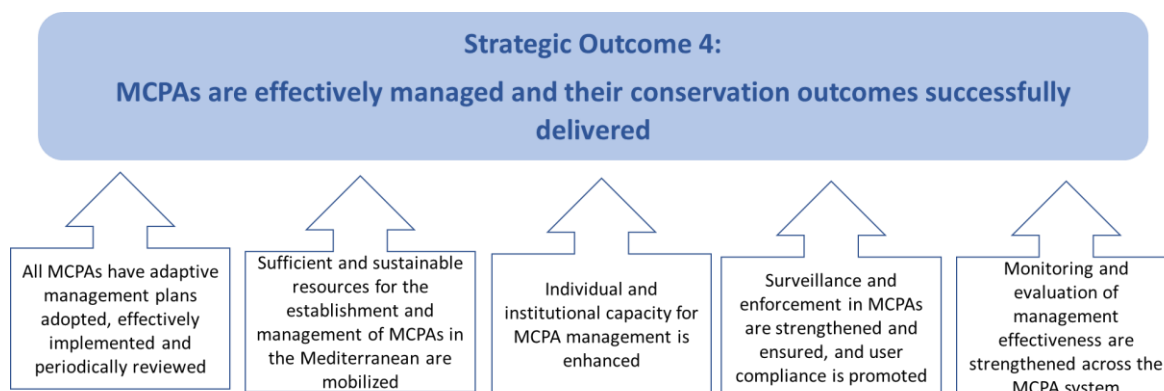 Strategic Outcome 4:
MCPAs are effectively managed and their conservation outcomes successfully
delivered
All MCPAs have adaptive
management plans
adopted, effectively
implemented and
periodically reviewed
Sufficient and sustainable
resources for the
establishment and
management of MCPAs in
the Mediterranean are
mobilized
Individual and
institutional capacity for
MCPA management is
enhanced
Surveillance and
enforcement in MCPAs
are strengthened and
ensured, and user
compliance is promoted
Monitoring and
evaluation of
management
effectiveness are
strengthened across the
MCPA system